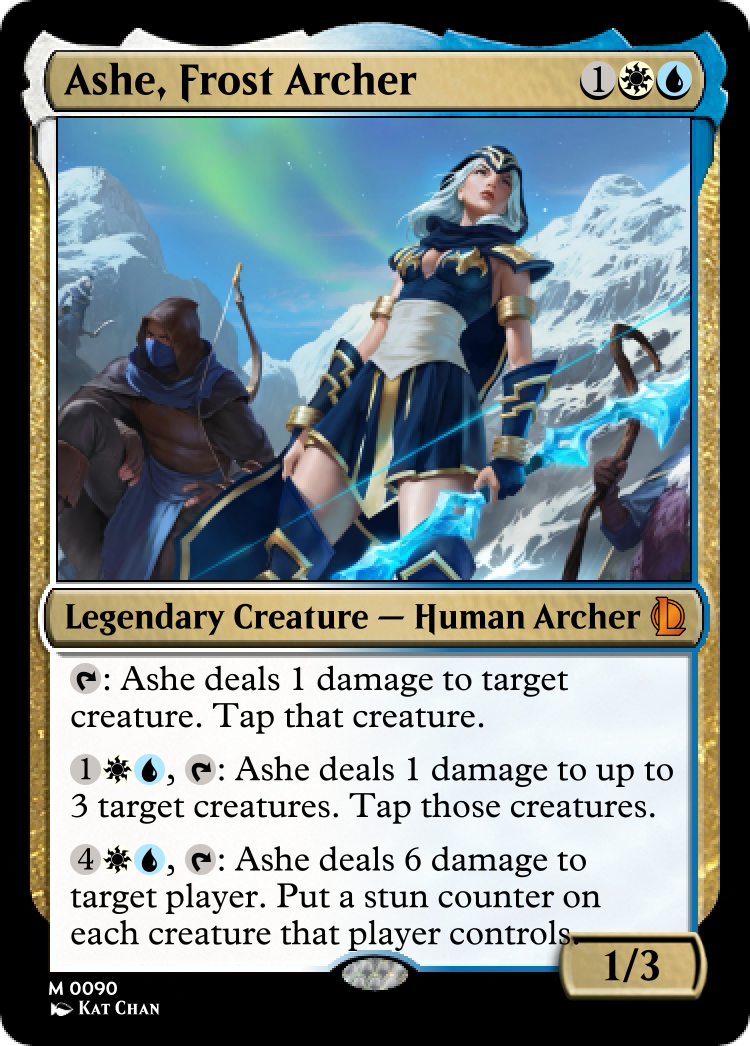 Ashe, Frost Archer 1
Legendary Creature — Human Archer
: Ashe deals 1 damage to target
creature. Tap that creature.
1, : Ashe deals 1 damage to up to
3 target creatures. Tap those creatures.
4, : Ashe deals 6 damage to
target player. Put a stun counter on
each creature that player controls.
1/3
M 0090
Kat Chan